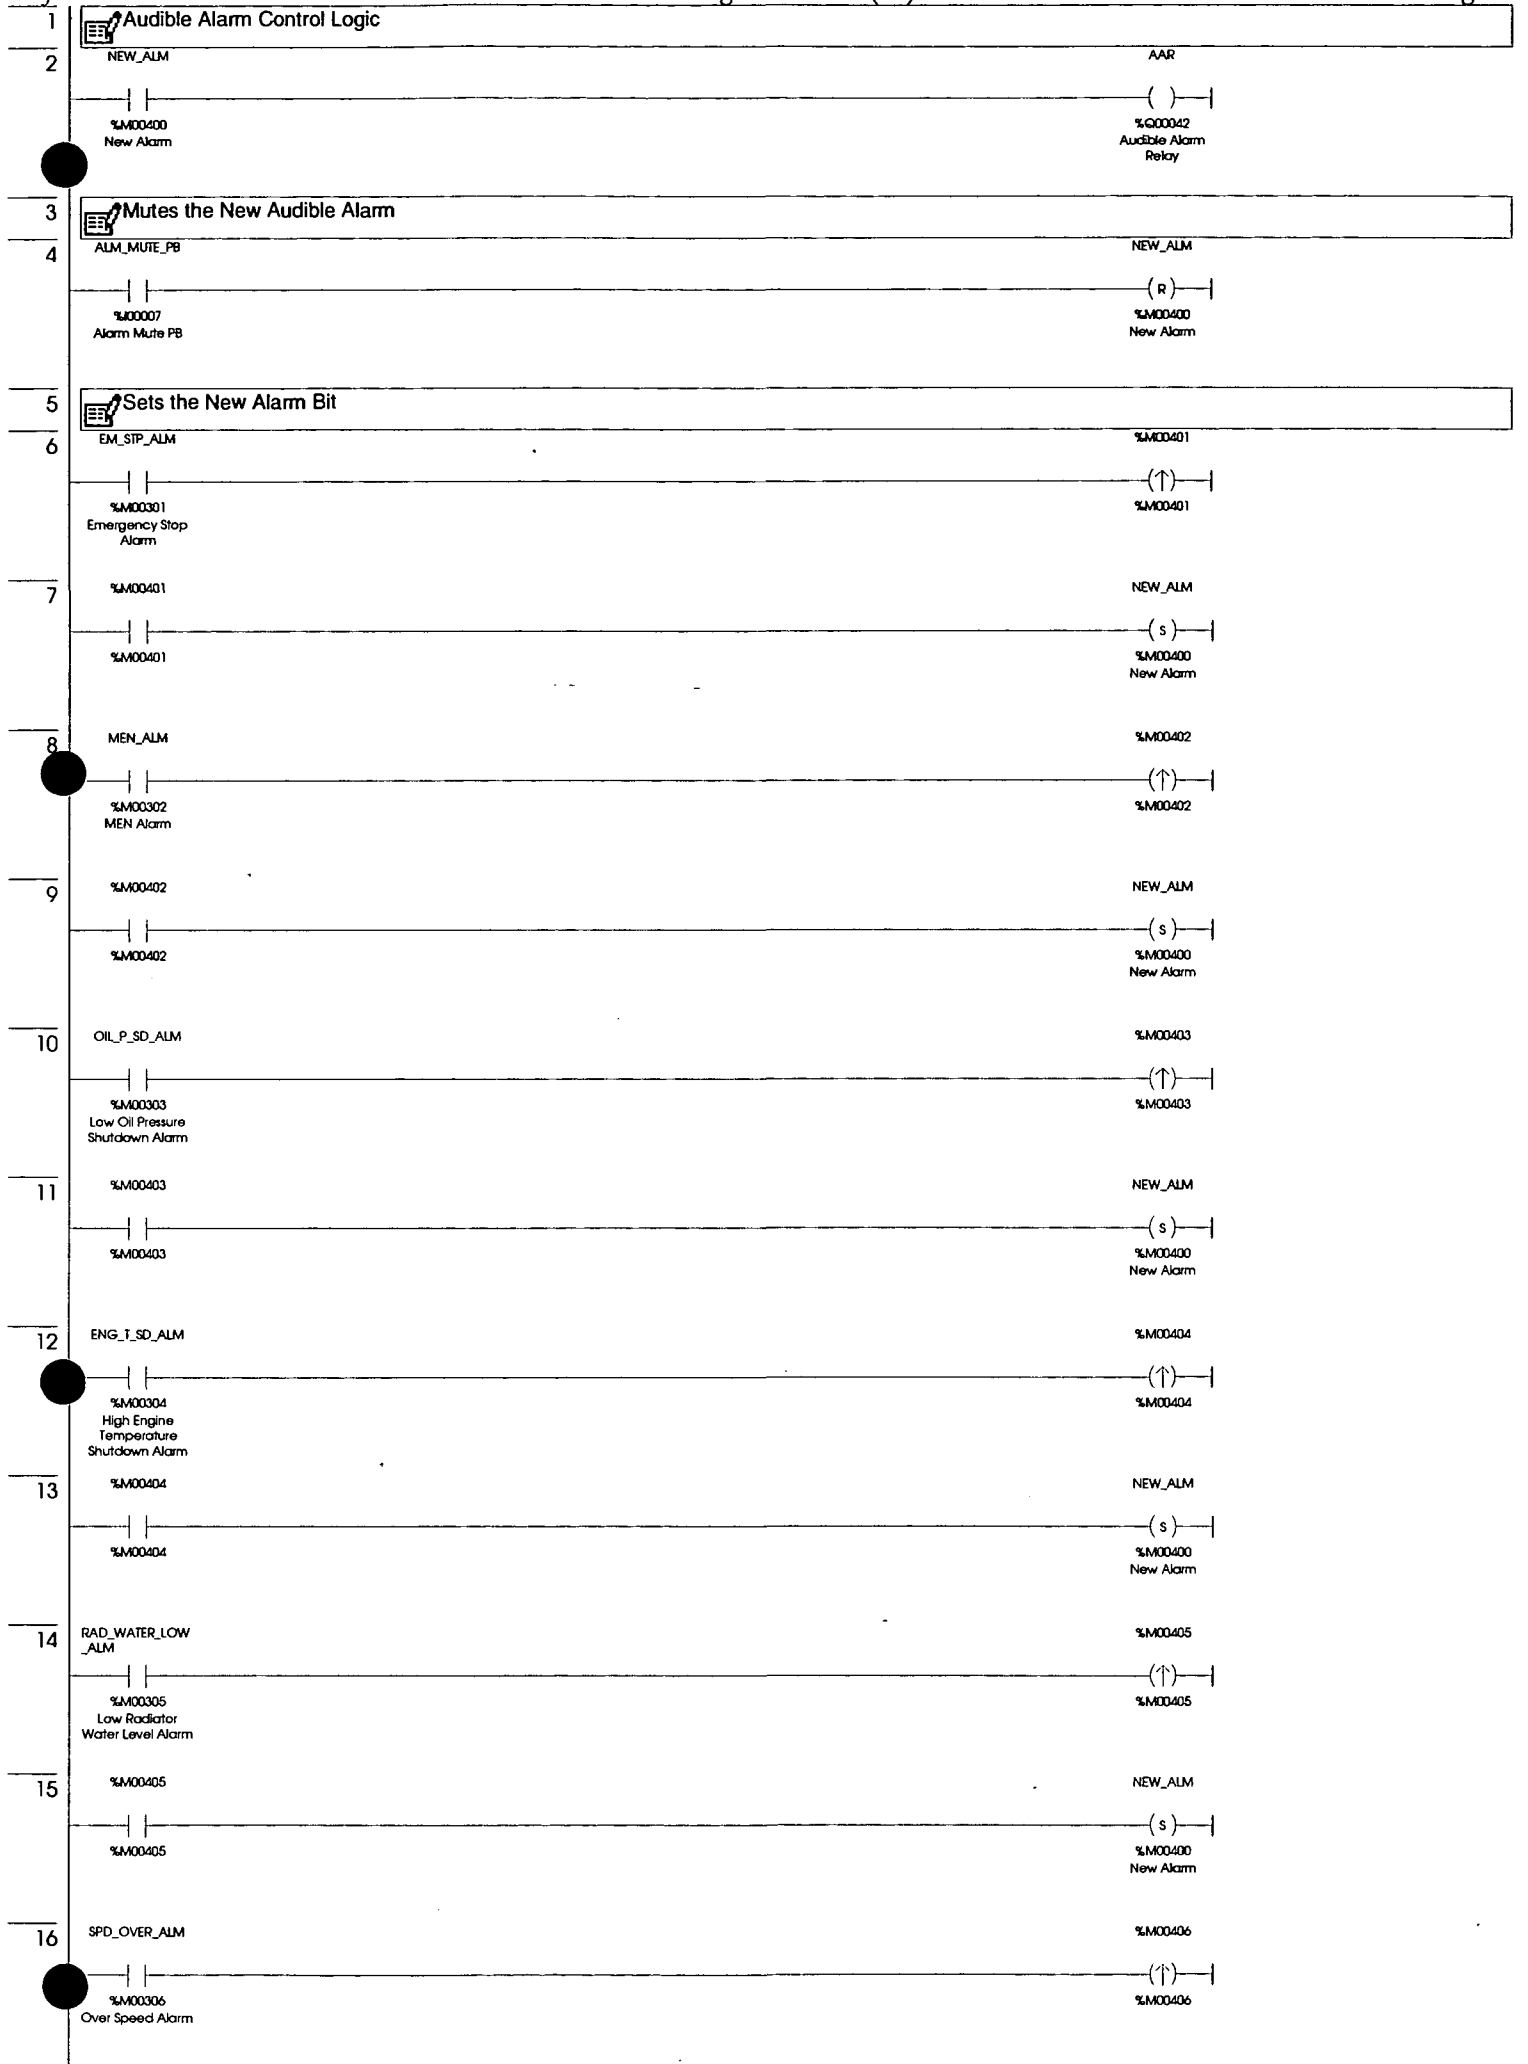 1
Audible Alarm Control Logic
2
NEW_ALM
AAR
%M00400
%Q00042
New Alarm
Audible Alarm
Relay
3
Mutes the New Audible Alarm
4
ALM_MUTE_PB
NEW_ALM
R
%I00007
%M00400
Alarm Mute PB
New Alarm
5
Sets the New Alarm Bit
6
EM_STP_ALM
%M00401
%M00301
%M00401
Emergency Stop
Alarm
7
%M00401
NEW_ALM
S
%M00401
%M00400
New Alarm
8
MEN_ALM
%M00402
%M00302
%M00402
MEN Alarm
9
%M00402
NEW_ALM
S
%M00402
%M00400
New Alarm
10
OIL_P_SD_ALM
%M00403
%M00303
%M00403
Low Oil Pressure
Shutdown Alarm
11
%M00403
NEW_ALM
S
%M00403
%M00400
New Alarm
12
ENG_T_SD_ALM
%M00404
%M00304
%M00404
High Engine
Temperature
Shutdown Alarm
13
%M00404
NEW_ALM
S
%M00404
%M00400
New Alarm
14
RAD_WATER_LOW
_ALM
%M00405
%M00305
%M00405
Low Radiator
Water Level Alarm
15
%M00405
NEW_ALM
S
%M00405
%M00400
New Alarm
16
SPD_OVER_ALM
%M00406
%M00306
%M00406
Over Speed Alarm